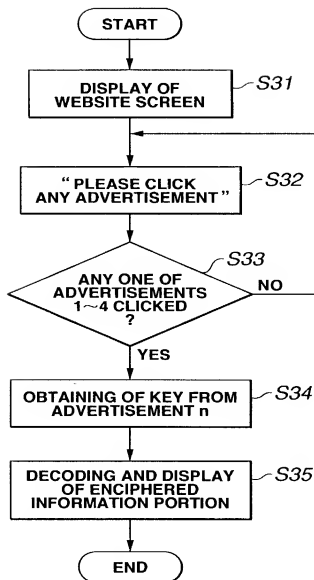 START
DISPLAY OF
WEBSITE SCREEN
S31
“PLEASE CLICK
ANY ADVERTISEMENT”
S32
ANY ONE OF
ADVERTISEMENTS
1~4 CLICKED
?
S33
NO
YES
OBTAINING OF KEY FROM
ADVERTISEMENT n
S34
DECODING AND DISPLAY
OF ENCIPHERED
INFORMATION PORTION
S35
END